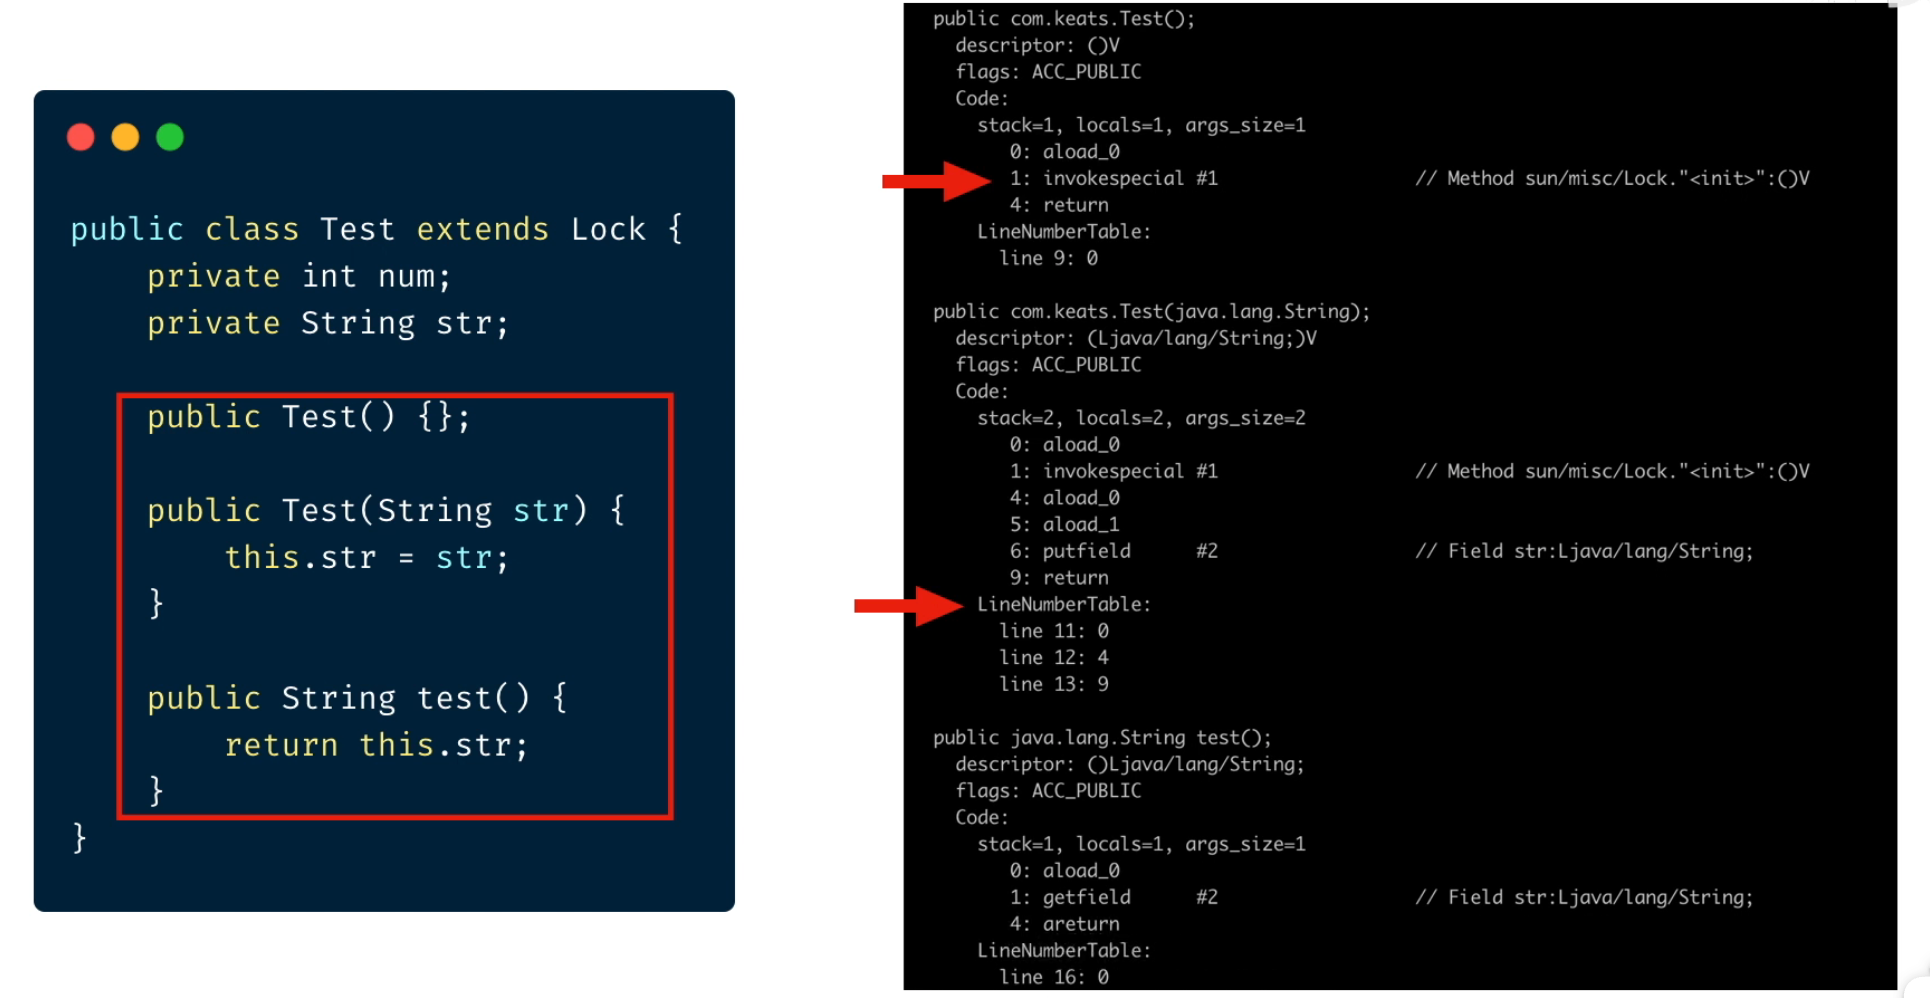 public class Test extends Lock {
private int num;
private String str;
public Test() {};
public Test(String str) {
this.str = str;
}
public String test() {
return this.str;
}
}
public com.keats.Test();
descriptor: ()V
flags: ACC_PUBLIC
Code:
stack=1, locals=1, args_size=1
0: aload_0
1: invokespecial #1 // Method sun/misc/Lock."<init>":()V
4: return
LineNumberTable:
line 9: 0
public com.keats.Test(java.lang.String);
descriptor: (Ljava/lang/String;)V
flags: ACC_PUBLIC
Code:
stack=2, locals=2, args_size=2
0: aload_0
1: invokespecial #1 // Method sun/misc/Lock."<init>":()V
4: aload_0
5: aload_1
6: putfield #2 // Field str:Ljava/lang/String;
9: return
LineNumberTable:
line 11: 0
line 12: 4
line 13: 9
public java.lang.String test();
descriptor: ()Ljava/lang/String;
flags: ACC_PUBLIC
Code:
stack=1, locals=1, args_size=1
0: aload_0
1: getfield #2 // Field str:Ljava/lang/String;
4: areturn
LineNumberTable:
line 16: 0